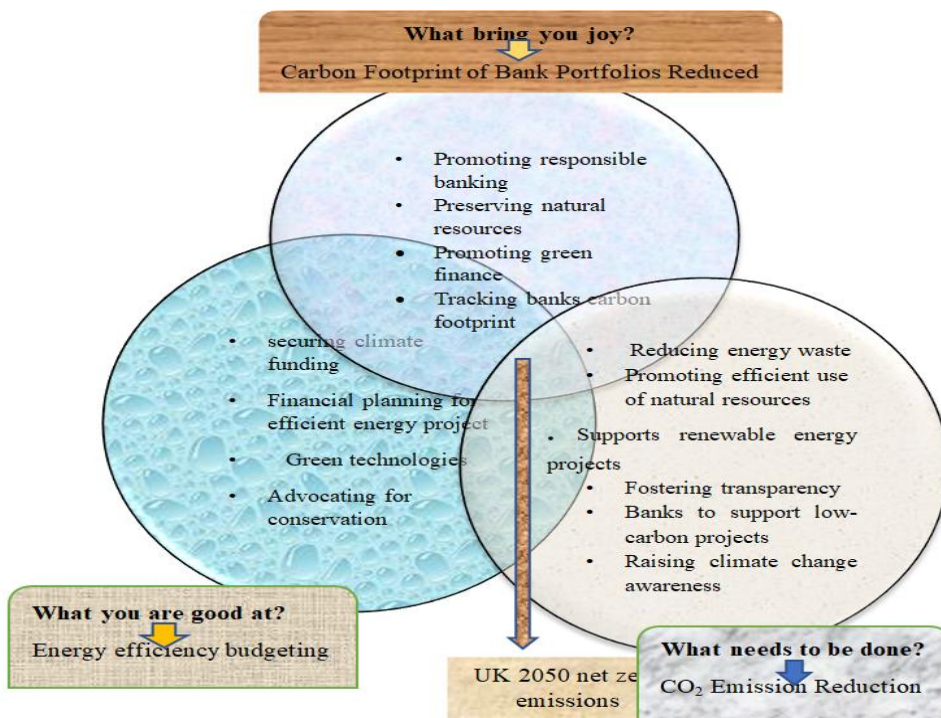 What bring you joy?
Carbon Footprint of Bank Portfolios Reduced
• Promoting responsible
banking
• Preserving natural
resources
• Promoting green
finance
• Tracking banks carbon
footprint
• securing climate
funding
• Financial planning for
efficient energy project
• Green technologies
• Advocating for
conservation
• Reducing energy waste
• Promoting efficient use
of natural resources
• Supports renewable energy
projects
• Fostering transparency
• Banks to support low-
carbon projects
• Raising climate change
awareness
What you are good at?
Energy efficiency budgeting
UK 2050 net
emissions
What needs to be done?
CO₂ Emission Reduction